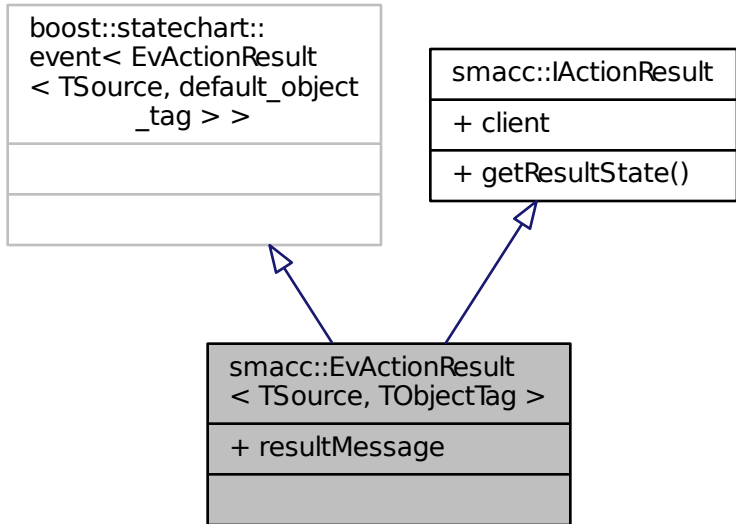 boost::statechart::
event< EvActionResult
< TSource, default_object
_tag > >
smacc::IActionResult
+ client
+ getResultState()
smacc::EvActionResult
< TSource, TObjectTag >
+ resultMessage